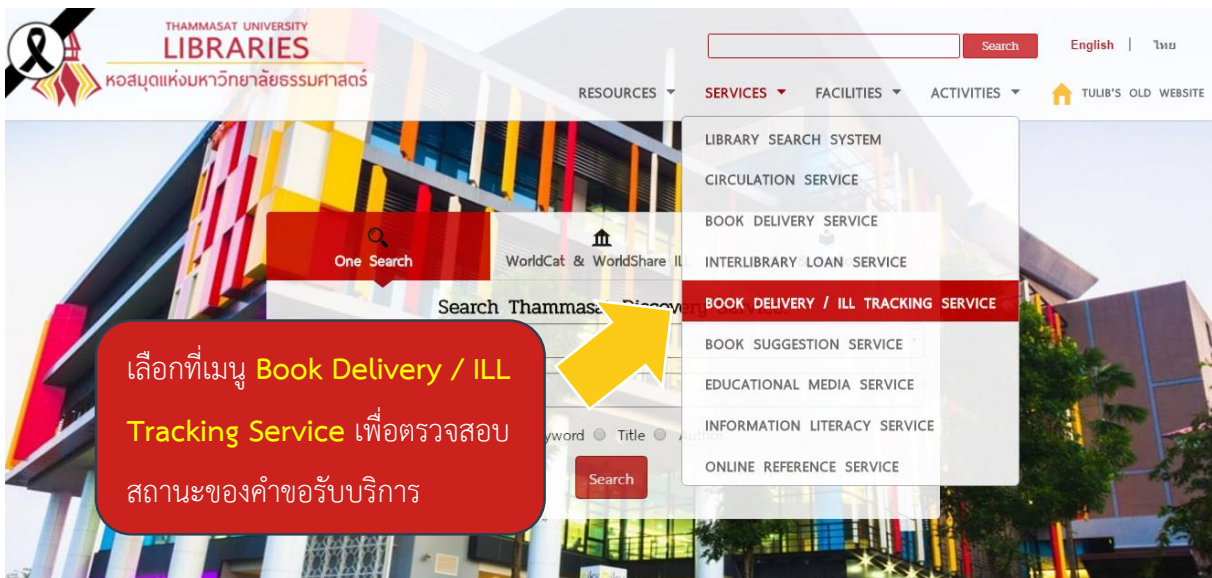 THAMMASAT UNIVERSITY
LIBRARIES
หอสมุดแห่งมหาวิทยาลัยธรรมศาสตร์
Search
English | ไทย
RESOURCES SERVICES FACILITIES ACTIVITIES TULIB'S OLD WEBSITE
LIBRARY SEARCH SYSTEM
CIRCULATION SERVICE
BOOK DELIVERY SERVICE
INTERLIBRARY LOAN SERVICE
BOOK DELIVERY / ILL TRACKING SERVICE
BOOK SUGGESTION SERVICE
EDUCATIONAL MEDIA SERVICE
INFORMATION LITERACY SERVICE
ONLINE REFERENCE SERVICE
One Search
WorldCat & WorldShare IL
Search Thammasa Discovery Service.
yword Title Author
Search
เลือกที่เมนู Book Delivery / ILL
Tracking Service เพื่อตรวจสอบ
สถานะของคำขอรับบริการ